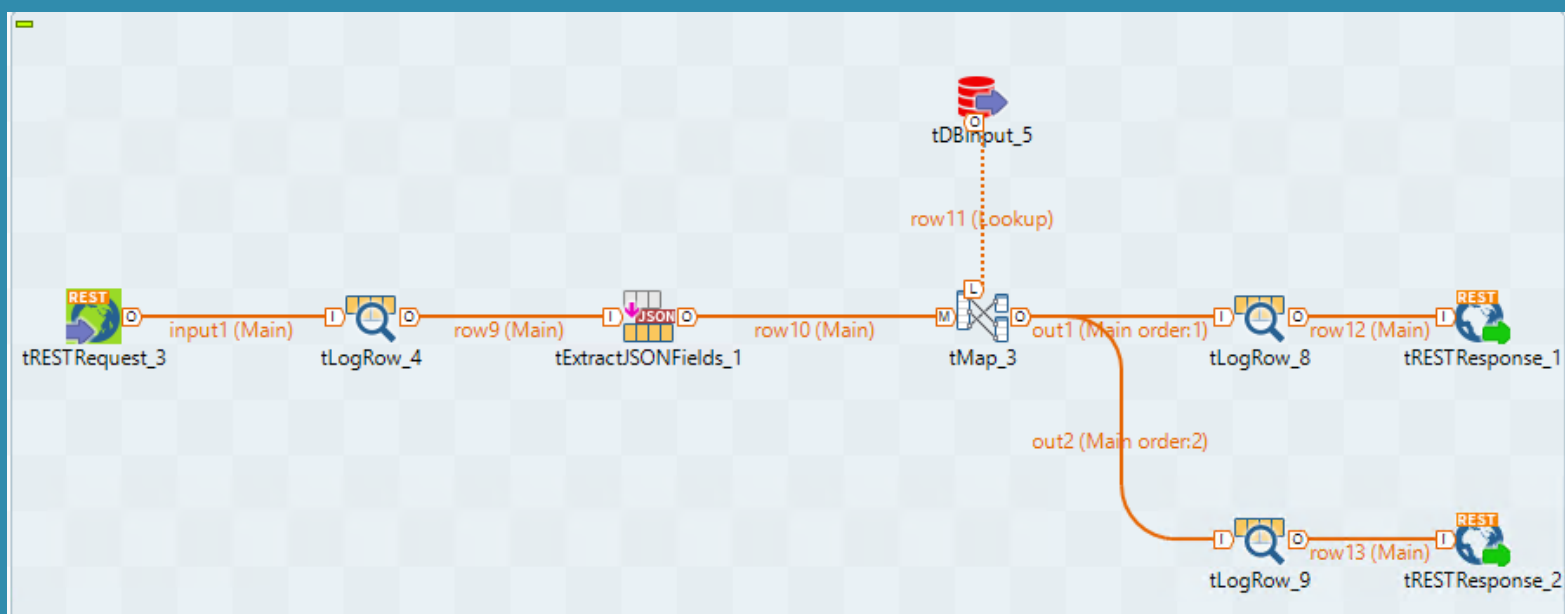 tDBInput_5
row11 (Lookup)
REST
tRESTRequest_3
input1 (Main)
tLogRow_4
row9 (Main)
JSON
tExtractJSONFields_1
row10 (Main)
tMap_3
out1 (Main order:1)
tLogRow_8
row12 (Main)
REST
tRESTResponse_1
out2 (Main order:2)
tLogRow_9
row13 (Main)
REST
tRESTResponse_2
O
L
O
I
O
I
O
M
O
I
O
I
I
O
I